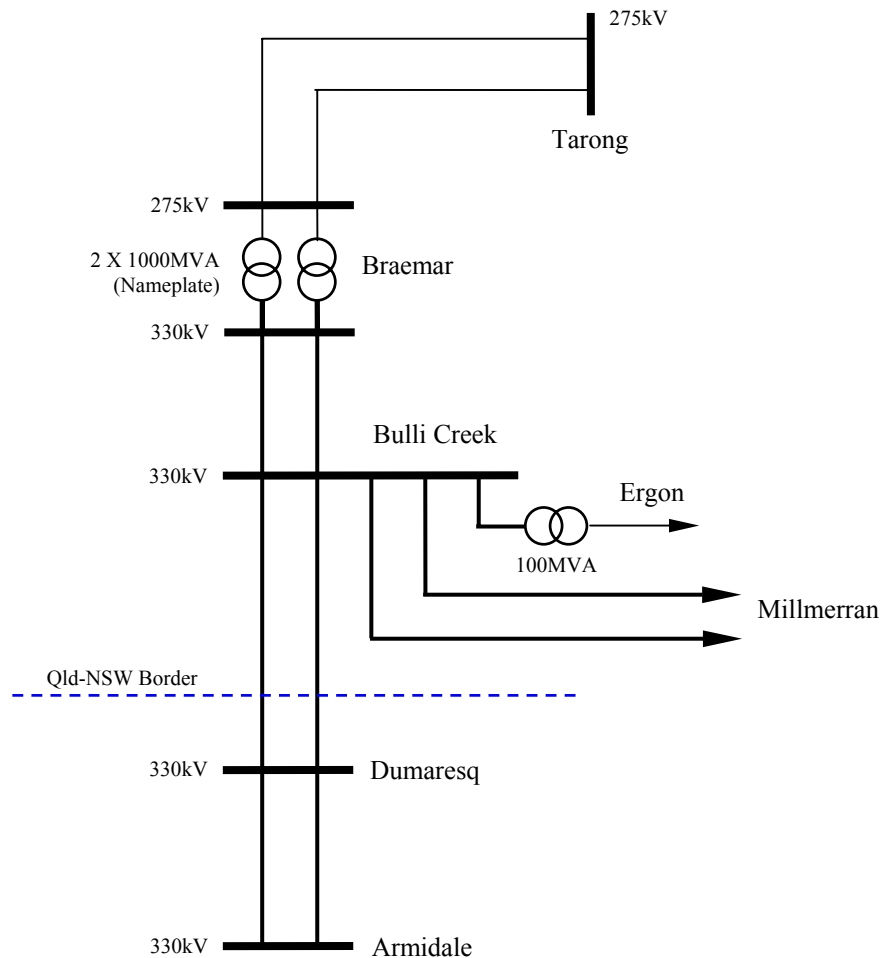 275kV
Tarong
275kV
2 X 1000MVA
(Nameplate)
Braemar
330kV
Bulli Creek
330kV
Ergon
100MVA
Millmerran
Qld-NSW Border
330kV
Dumaresq
330kV
Armidale